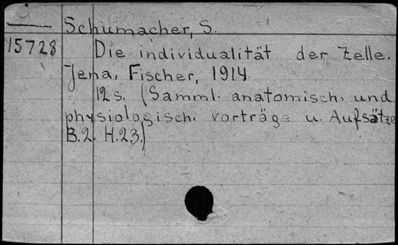 Schumacher, S.
15728 Die individualität der Zelle.
Jena, Fischer, 1914.
12 s. (Samml. anatomisch. und
physiologisch. vorträge u. Aufsätze
B.2. H.23.)